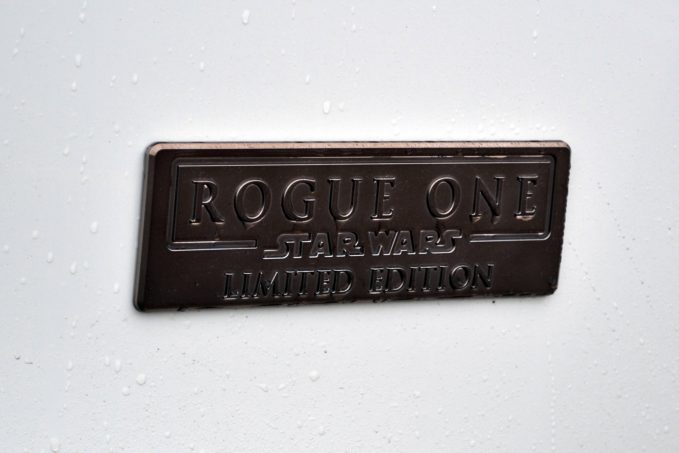 ROGUE ONE
STAR WARS
LIMITED EDITION